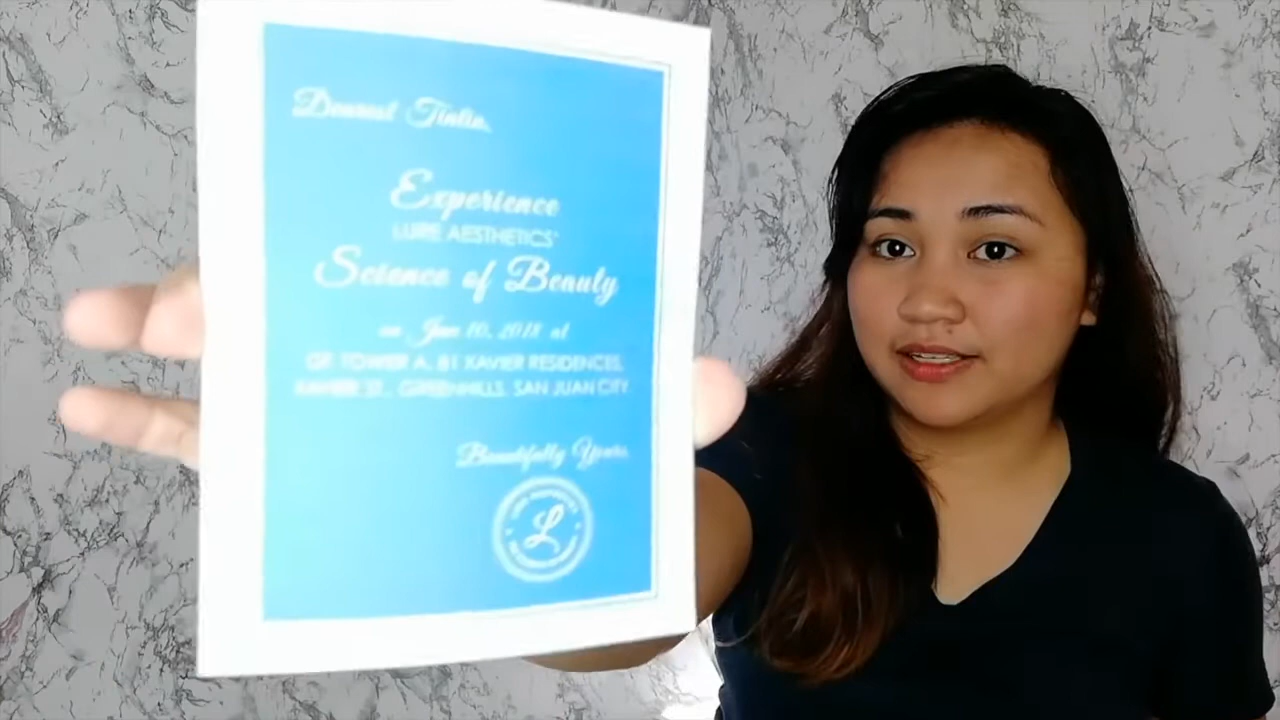 Dearest Tintin,
Experience
LURE AESTHETICS'
Science of Beauty
on Jan 10, 2018 at
GF TOWER A, 81 XAVIER RESIDENCES,
XAVIER ST., GREENHILLS, SAN JUAN CITY.
Beautifully Yours,
L